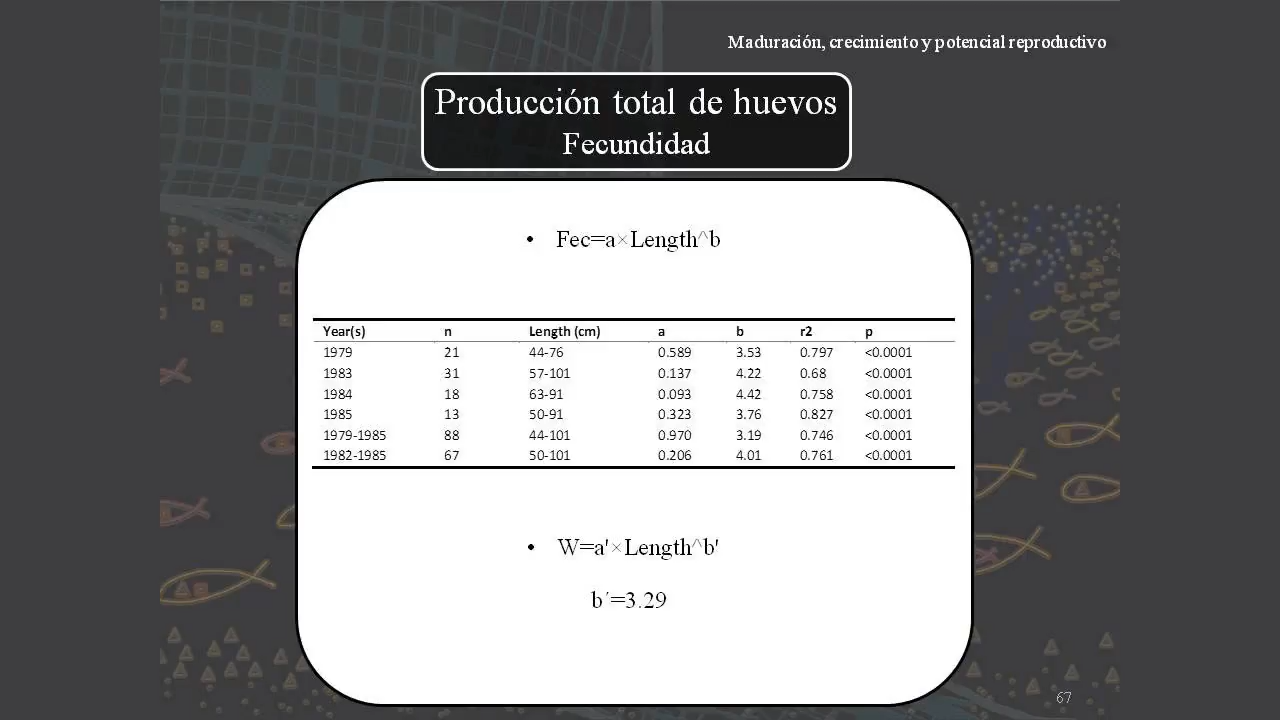 Maduración, crecimiento y potencial reproductivo
Producción total de huevos
Fecundidad
• Fec=a×Length^b
Year(s) n Length (cm) a b r2 p
1979 21 44-76 0.589 3.53 0.797 <0.0001
1983 31 57-101 0.137 4.22 0.68 <0.0001
1984 18 63-91 0.093 4.42 0.758 <0.0001
1985 13 50-91 0.323 3.76 0.827 <0.0001
1979-1985 88 44-101 0.970 3.19 0.746 <0.0001
1982-1985 67 50-101 0.206 4.01 0.761 <0.0001
• W=a'×Length^b'
b´=3.29
67